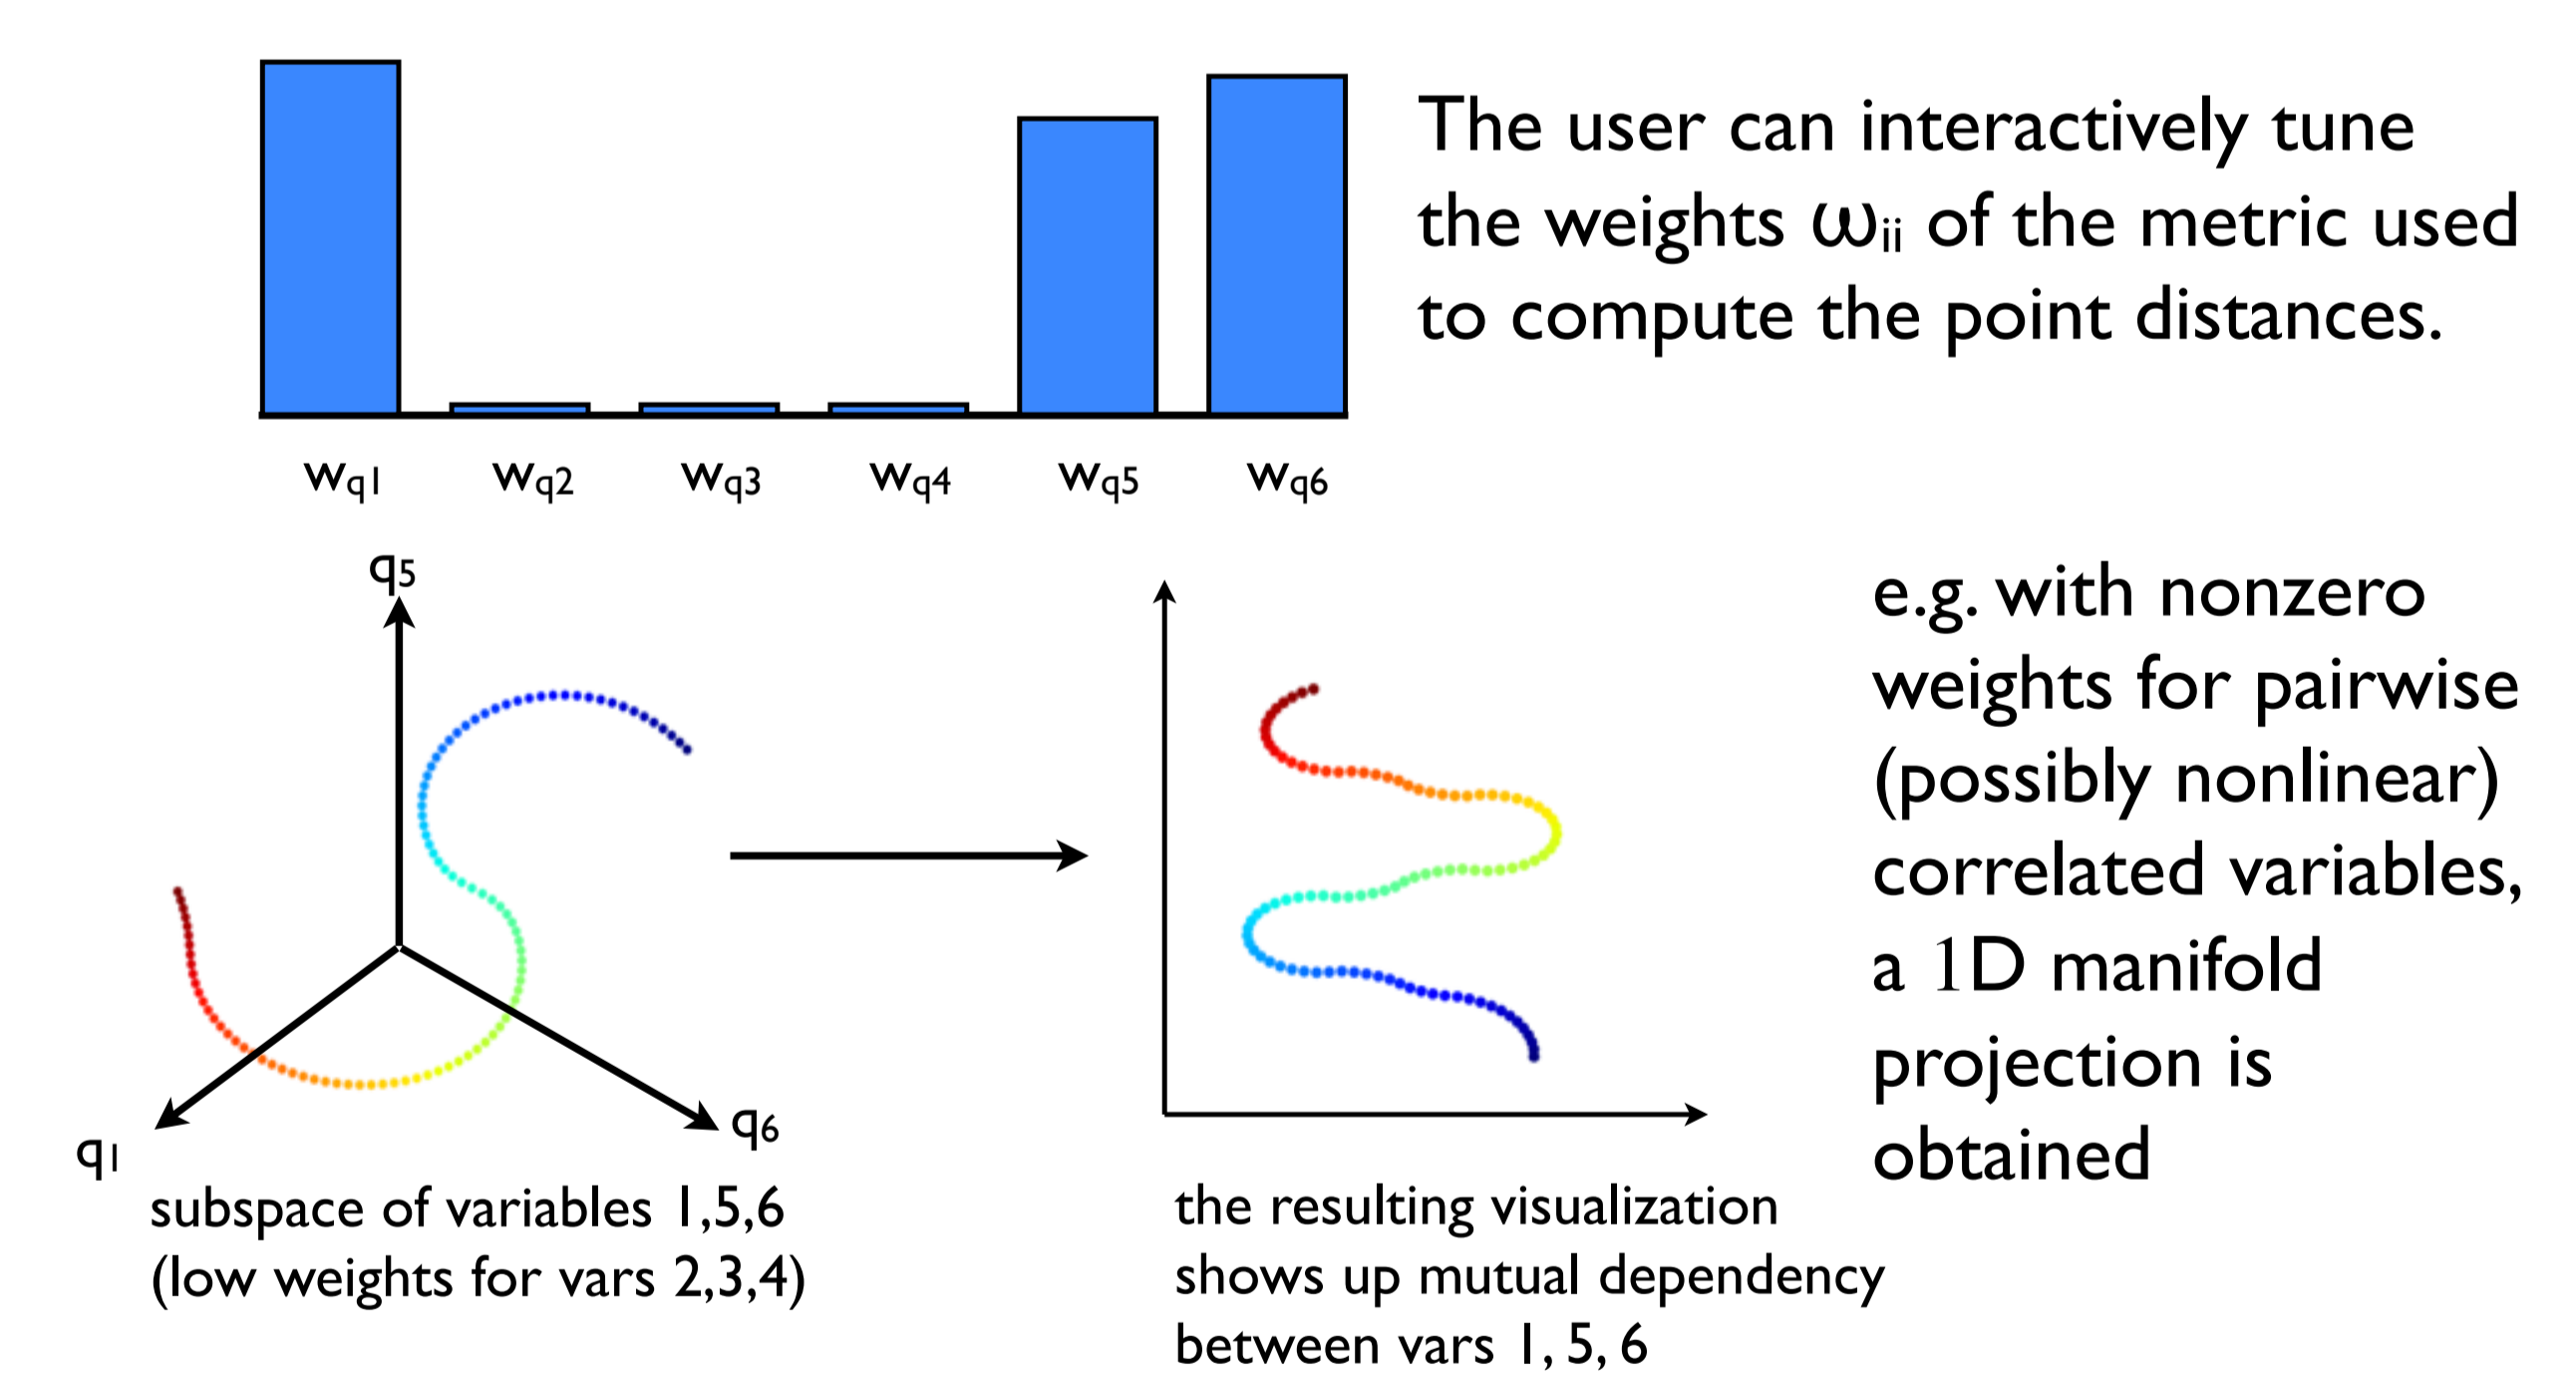 The user can interactively tune
the weights ωii of the metric used
to compute the point distances.
wq1 wq2 wq3 wq4 wq5 wq6
q5
q1
q6
subspace of variables 1,5,6
(low weights for vars 2,3,4)
the resulting visualization
shows up mutual dependency
between vars 1, 5, 6
e.g. with nonzero
weights for pairwise
(possibly nonlinear)
correlated variables,
a 1D manifold
projection is
obtained